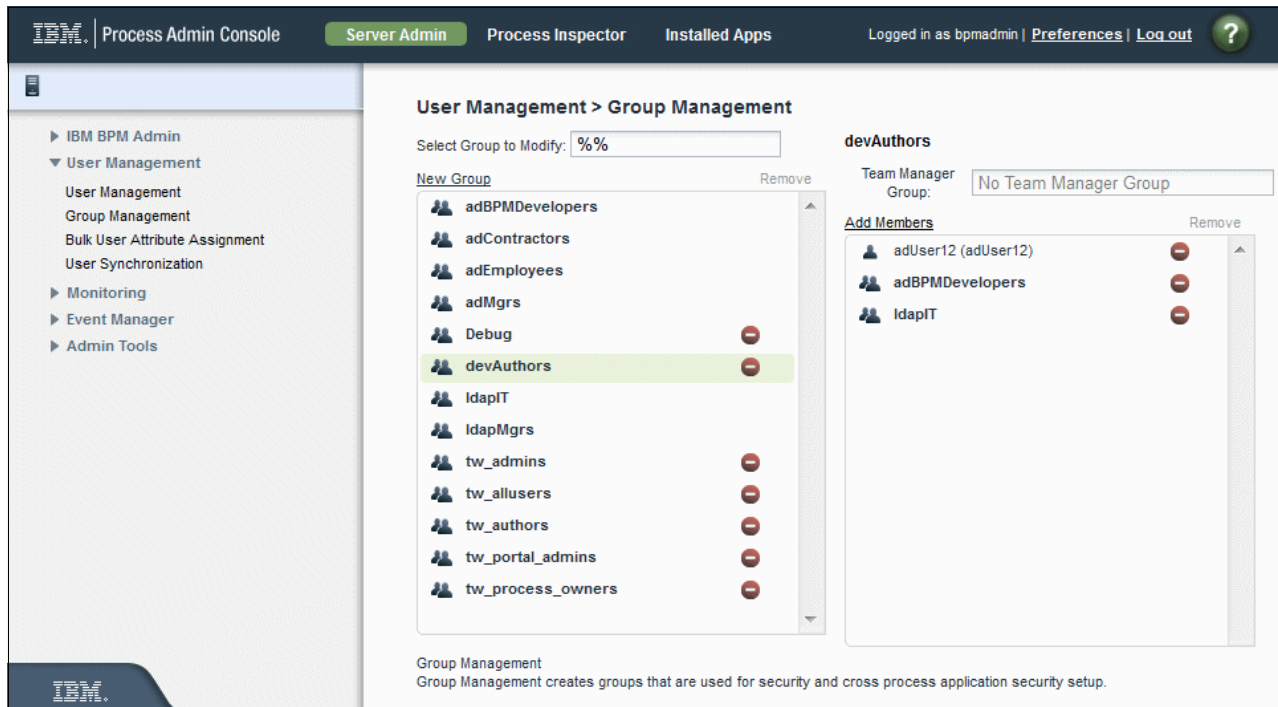 IBM. Process Admin Console Server Admin Process Inspector Installed Apps Logged in as bpmadmin | Preferences | Log out ?
IBM BPM Admin
User Management
User Management
Group Management
Bulk User Attribute Assignment
User Synchronization
Monitoring
Event Manager
Admin Tools
IBM.
User Management > Group Management
Select Group to Modify: %%
New Group Remove
adBPMDevelopers
adContractors
adEmployees
adMgrs
Debug
devAuthors
ldapIT
ldapMgrs
tw_admins
tw_allusers
tw_authors
tw_portal_admins
tw_process_owners
devAuthors
Team Manager
Group:
No Team Manager Group
Add Members Remove
adUser12 (adUser12)
adBPMDevelopers
ldapIT
Group Management
Group Management creates groups that are used for security and cross process application security setup.